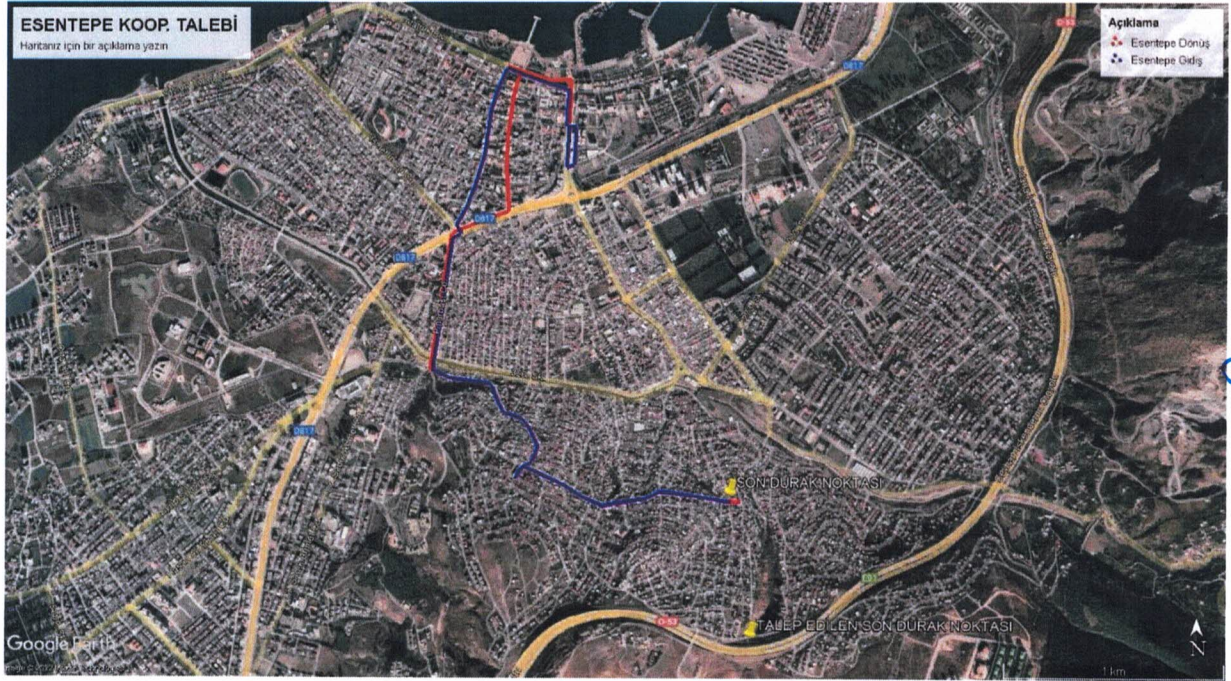 ESENTEPE KOOP. TALEBİ
Haritanız için bir açıklama yazın
Açıklama
Esentepe Dönüş
Esentepe Gidiş
D-53
D817
D817
D817
D817
SON DURAK NOKTASI
D-53
TALEP EDİLEN SON DURAK NOKTASI
Google Earth
N
1 km